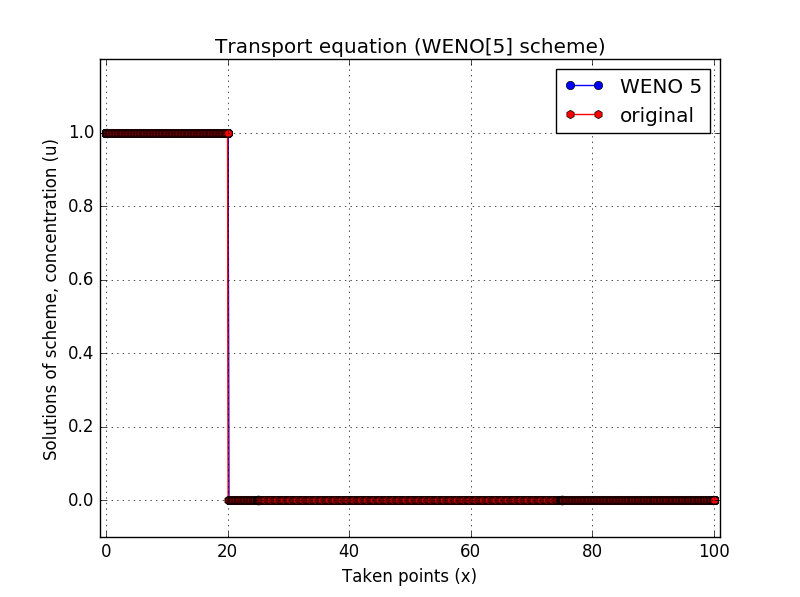 Transport equation (WENO[5] scheme)
WENO 5
original
1.0
0.8
0.6
0.4
0.2
0.0
Solutions of scheme, concentration (u)
0 20 40 60 80 100
Taken points (x)